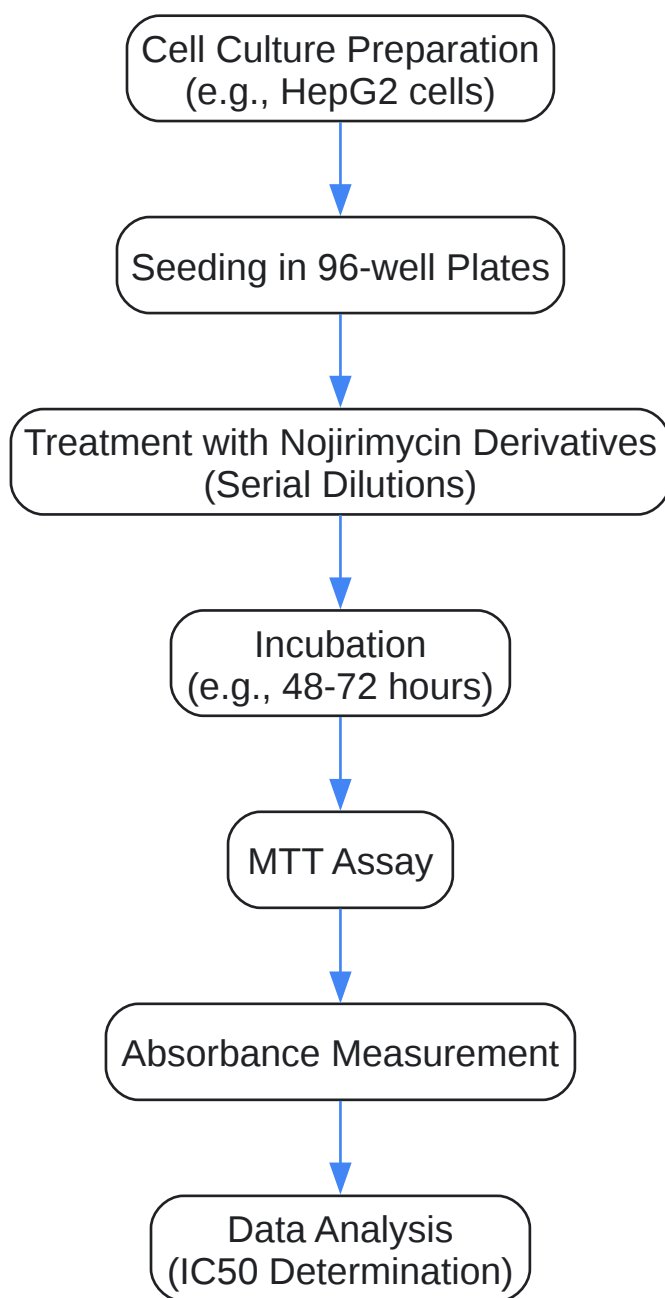 Cell Culture Preparation
(e.g., HepG2 cells)
Seeding in 96-well Plates
Treatment with Nojirimycin Derivatives
(Serial Dilutions)
Incubation
(e.g., 48-72 hours)
MTT Assay
Absorbance Measurement
Data Analysis
(IC50 Determination)